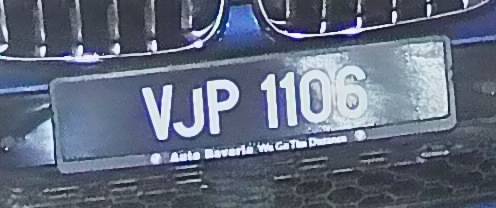 VJP 1106
Auto Bavaria We Go The Distance